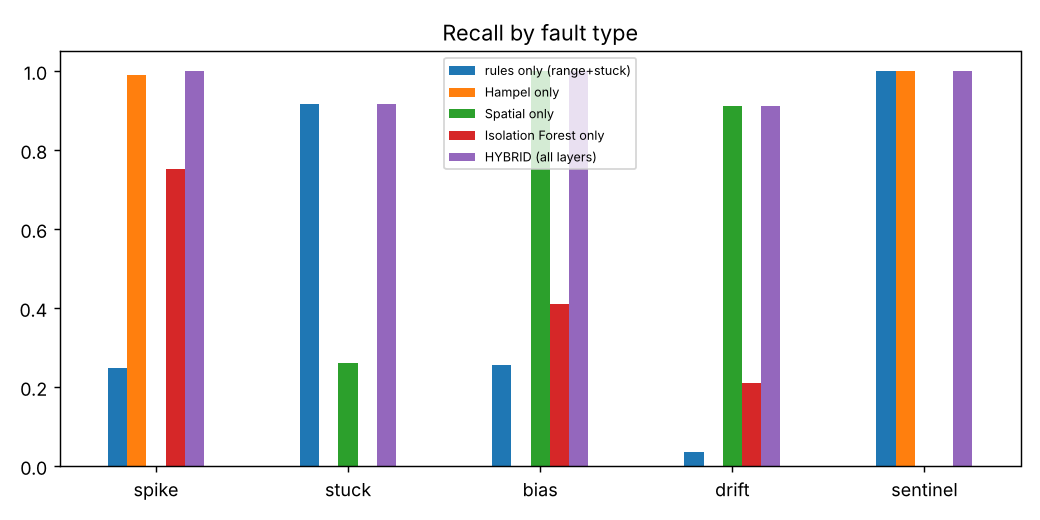 Recall by fault type
1.0
0.8
0.6
0.4
0.2
0.0
rules only (range+stuck)
Hampel only
Spatial only
Isolation Forest only
HYBRID (all layers)
spike stuck bias drift sentinel